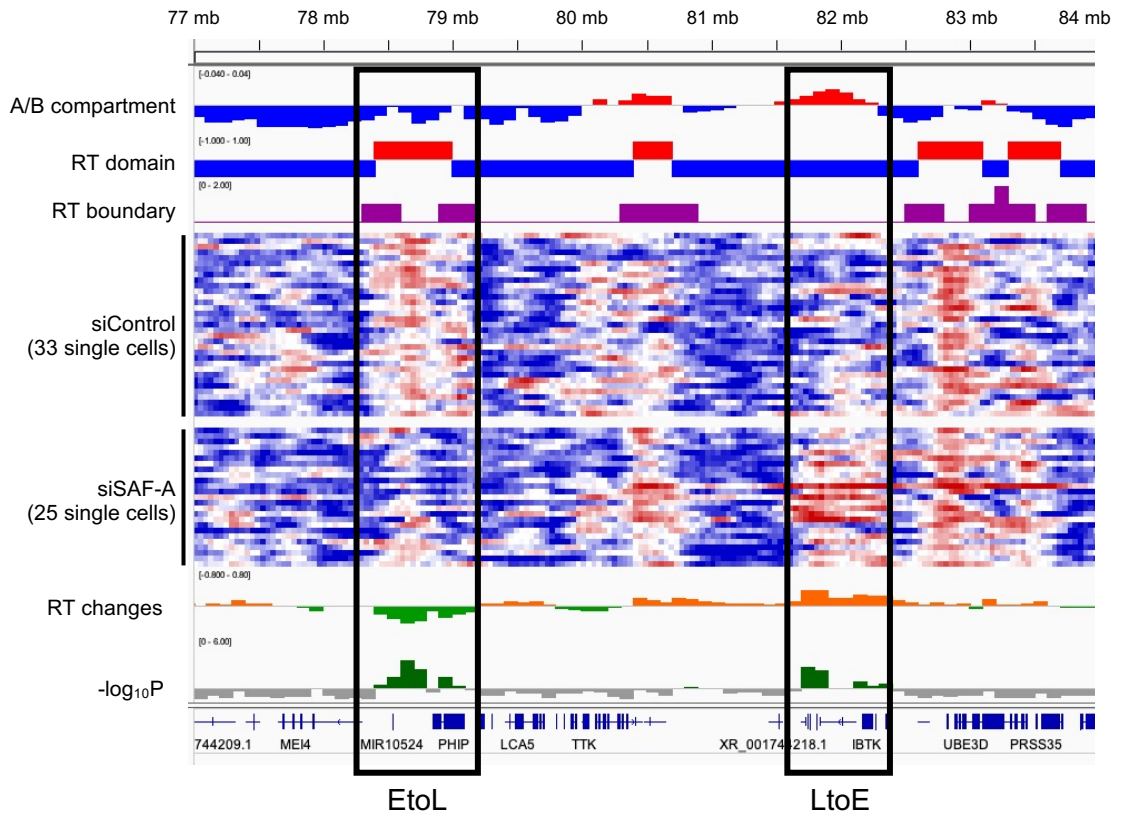 77 mb 78 mb 79 mb 80 mb 81 mb 82 mb 83 mb 84 mb
[-0.040 - 0.04]
A/B compartment
[-1.000 - 1.00]
RT domain
[0 - 2.00]
RT boundary
siControl
(33 single cells)
siSAF-A
(25 single cells)
[-0.800 - 0.80]
RT changes
[0 - 6.00]
-log₁₀P
744209.1 MEI4 MIR10524 PHIP LCA5 TTK XR_001744218.1 IBTK UBE3D PRSS35
EtoL LtoE